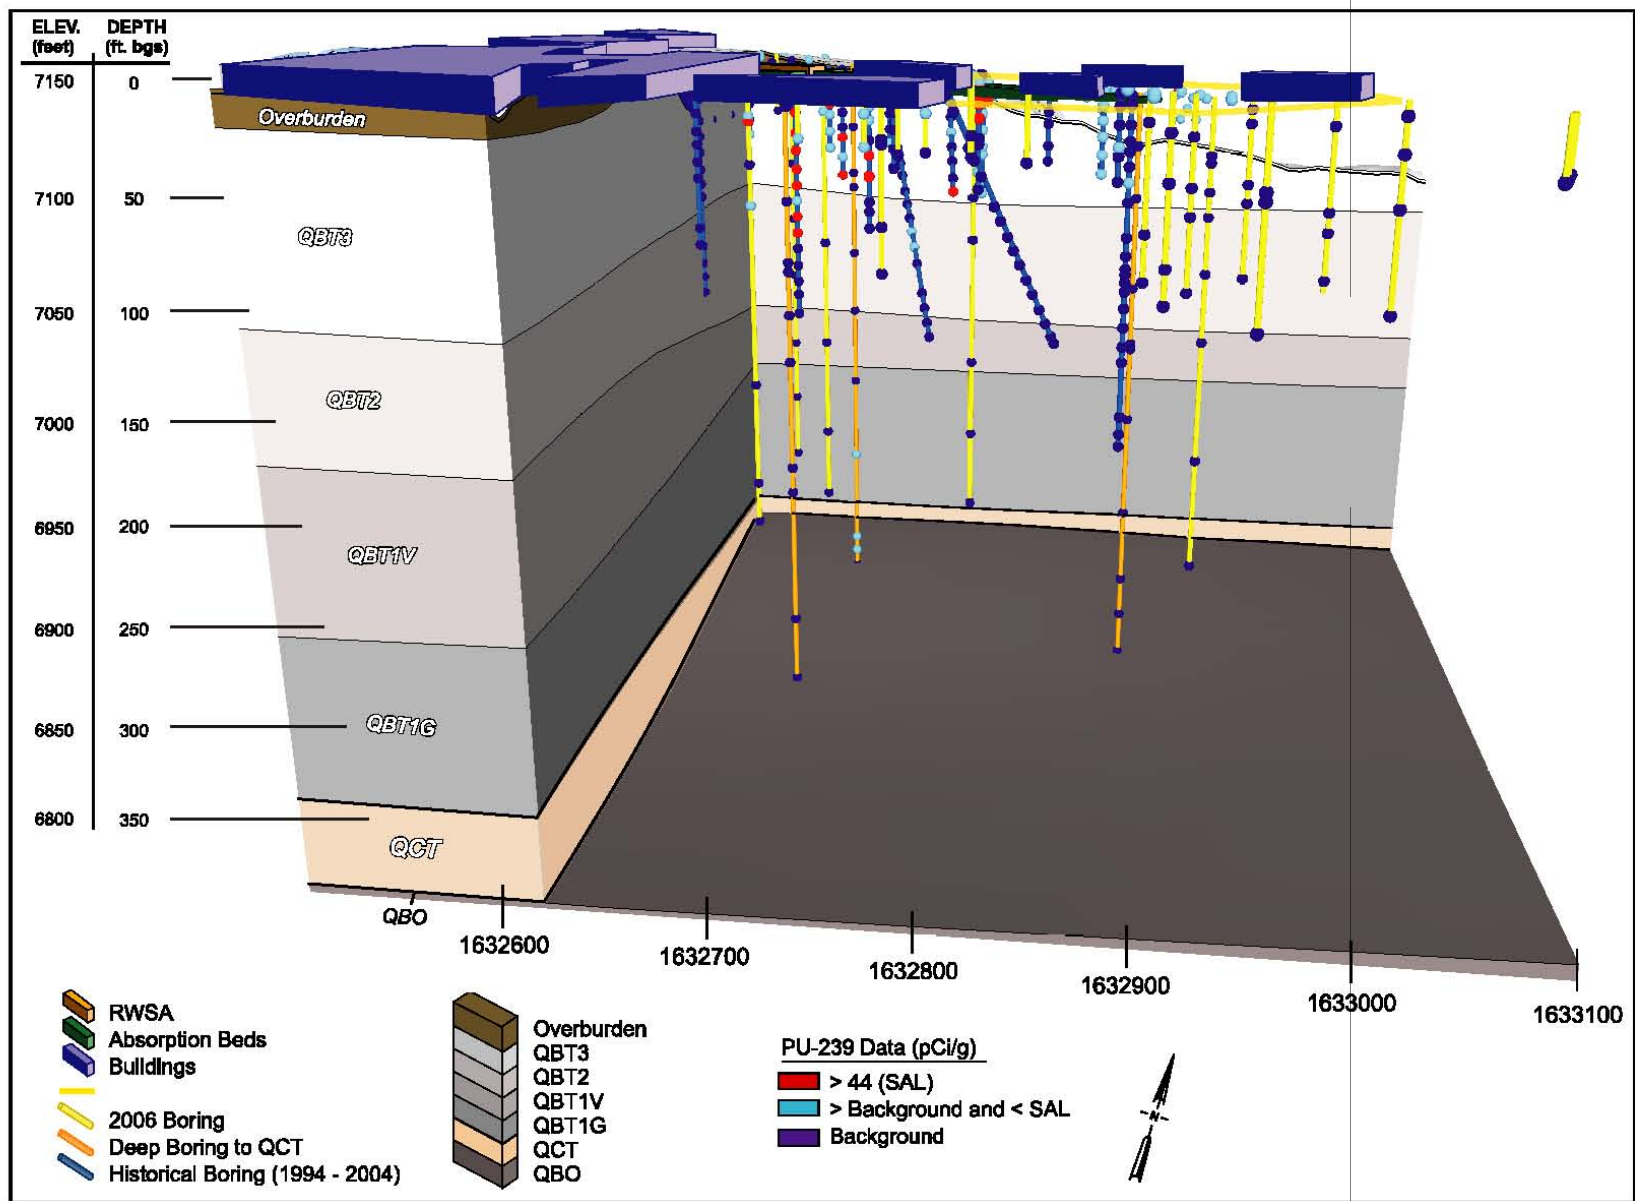 ELEV. DEPTH
(feet) (ft. bgs)
7150 0
Overburden
7100 50
QBT3
7050 100
QBT2
7000 150
6950 200
QBT1V
6900 250
QBT1G
6850 300
6800 350
QCT
QBO
1632600
1632700
1632800
1632900
1633000
1633100
RWSA
Absorption Beds
Buildings
2006 Boring
Deep Boring to QCT
Historical Boring (1994 - 2004)
Overburden
QBT3
QBT2
QBT1V
QBT1G
QCT
QBO
PU-239 Data (pCi/g)
> 44 (SAL)
> Background and < SAL
Background
N